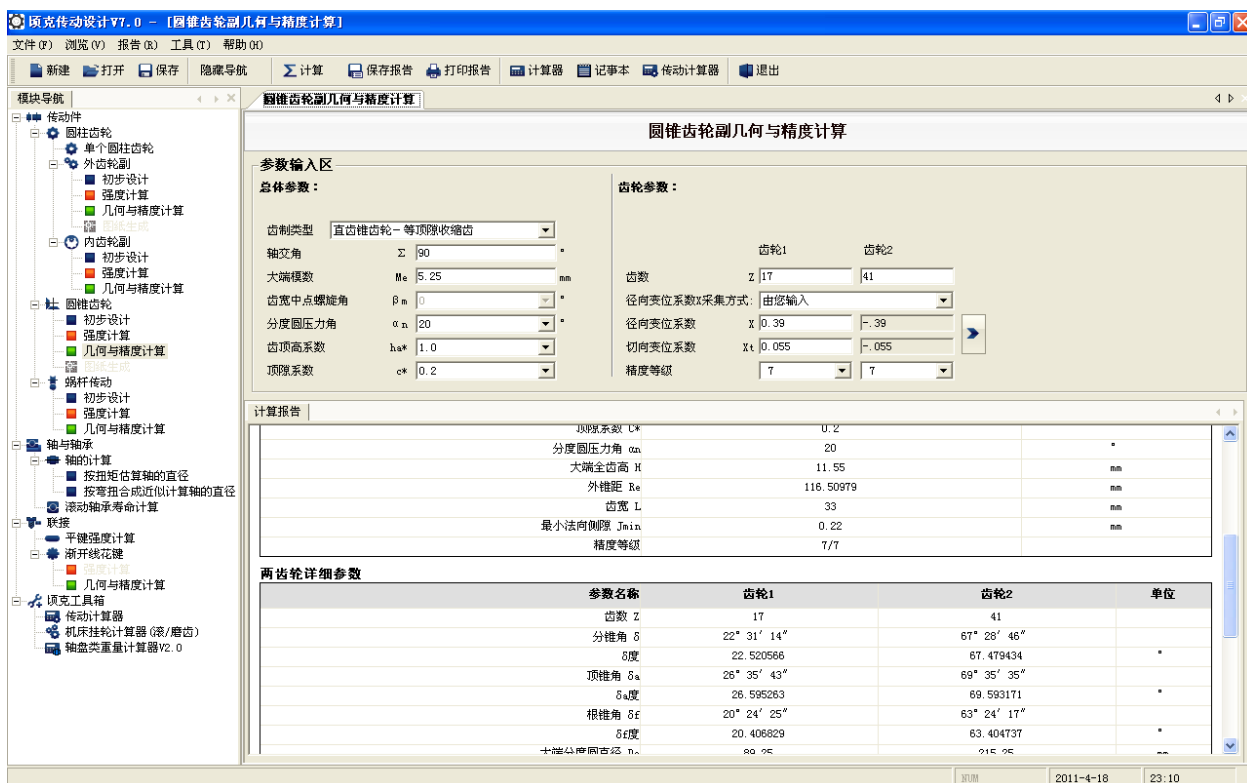 顷克传动设计V7.0 - [圆锥齿轮副几何与精度计算]
文件(F) 浏览(V) 报告(R) 工具(T) 帮助(H)
新建 打开 保存 隐藏导航 计算 保存报告 打印报告 计算器 记事本 传动计算器 退出
模块导航
传动件
圆柱齿轮
单个圆柱齿轮
外齿轮副
初步设计
强度计算
几何与精度计算
图纸生成
内齿轮副
初步设计
强度计算
几何与精度计算
圆锥齿轮
初步设计
强度计算
几何与精度计算
图纸生成
蜗杆传动
初步设计
强度计算
几何与精度计算
轴与轴承
轴的计算
按扭矩估算轴的直径
按弯扭合成近似计算轴的直径
滚动轴承寿命计算
联接
平键强度计算
渐开线花键
强度计算
几何与精度计算
顷克工具箱
传动计算器
机床挂轮计算器(滚/磨齿)
轴盘类重量计算器V2.0
圆锥齿轮副几何与精度计算
圆锥齿轮副几何与精度计算
参数输入区
总体参数：
齿制类型 直齿锥齿轮-等顶隙收缩齿
轴交角 Σ 90 °
大端模数 Me 5.25 mm
齿宽中点螺旋角 βm 0 °
分度圆压力角 αn 20 °
齿顶高系数 ha* 1.0
顶隙系数 c* 0.2
齿轮参数：
齿轮1 齿轮2
齿数 Z 17 41
径向变位系数X采集方式: 由您输入
径向变位系数 X 0.39 -.39
切向变位系数 Xt 0.055 -.055
精度等级 7 7
计算报告
顶隙系数 C* 0.2
分度圆压力角 αn 20 °
大端全齿高 H 11.55 mm
外锥距 Re 116.50979 mm
齿宽 L 33 mm
最小法向侧隙 Jmin 0.22 mm
精度等级 7/7
两齿轮详细参数
参数名称 齿轮1 齿轮2 单位
齿数 Z 17 41
分锥角 δ 22° 31′ 14″ 67° 28′ 46″
δ度 22.520566 67.479434 °
顶锥角 δa 26° 35′ 43″ 69° 35′ 35″
δa度 26.595263 69.593171 °
根锥角 δf 20° 24′ 25″ 63° 24′ 17″
δf度 20.406829 63.404737 °
大端分度圆直径 De 89.25 215.25 mm
NUM 2011-4-18 23:10